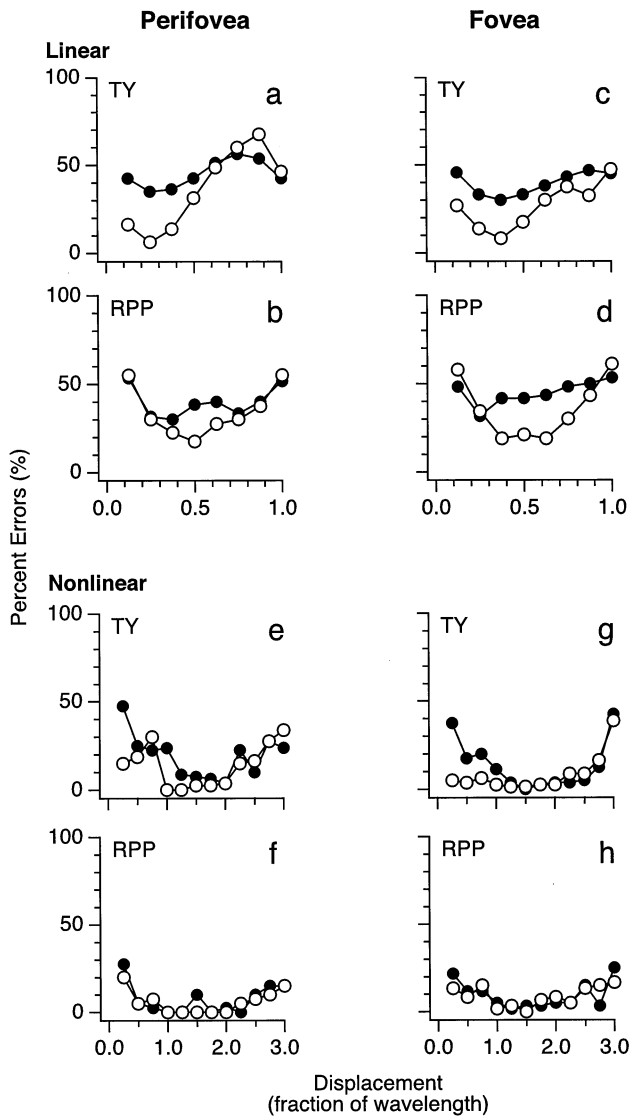 Perifovea Fovea
Linear
100
TY a TY c
50
0
100
RPP b RPP d
50
0
0.0 0.5 1.0 0.0 0.5 1.0
Percent Errors (%)
Nonlinear
100
TY e TY g
50
0
100
RPP f RPP h
50
0
0.0 1.0 2.0 3.0 0.0 1.0 2.0 3.0
Displacement
(fraction of wavelength)